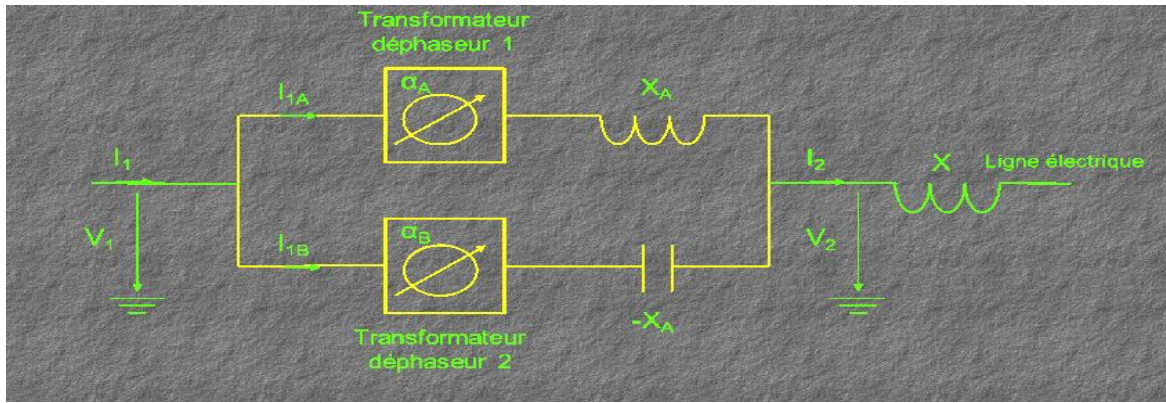 Transformateur
déphaseur 1
αA
I1A
XA
I1
I2
X
Ligne électrique
V1
V2
I1B
αB
-XA
Transformateur
déphaseur 2